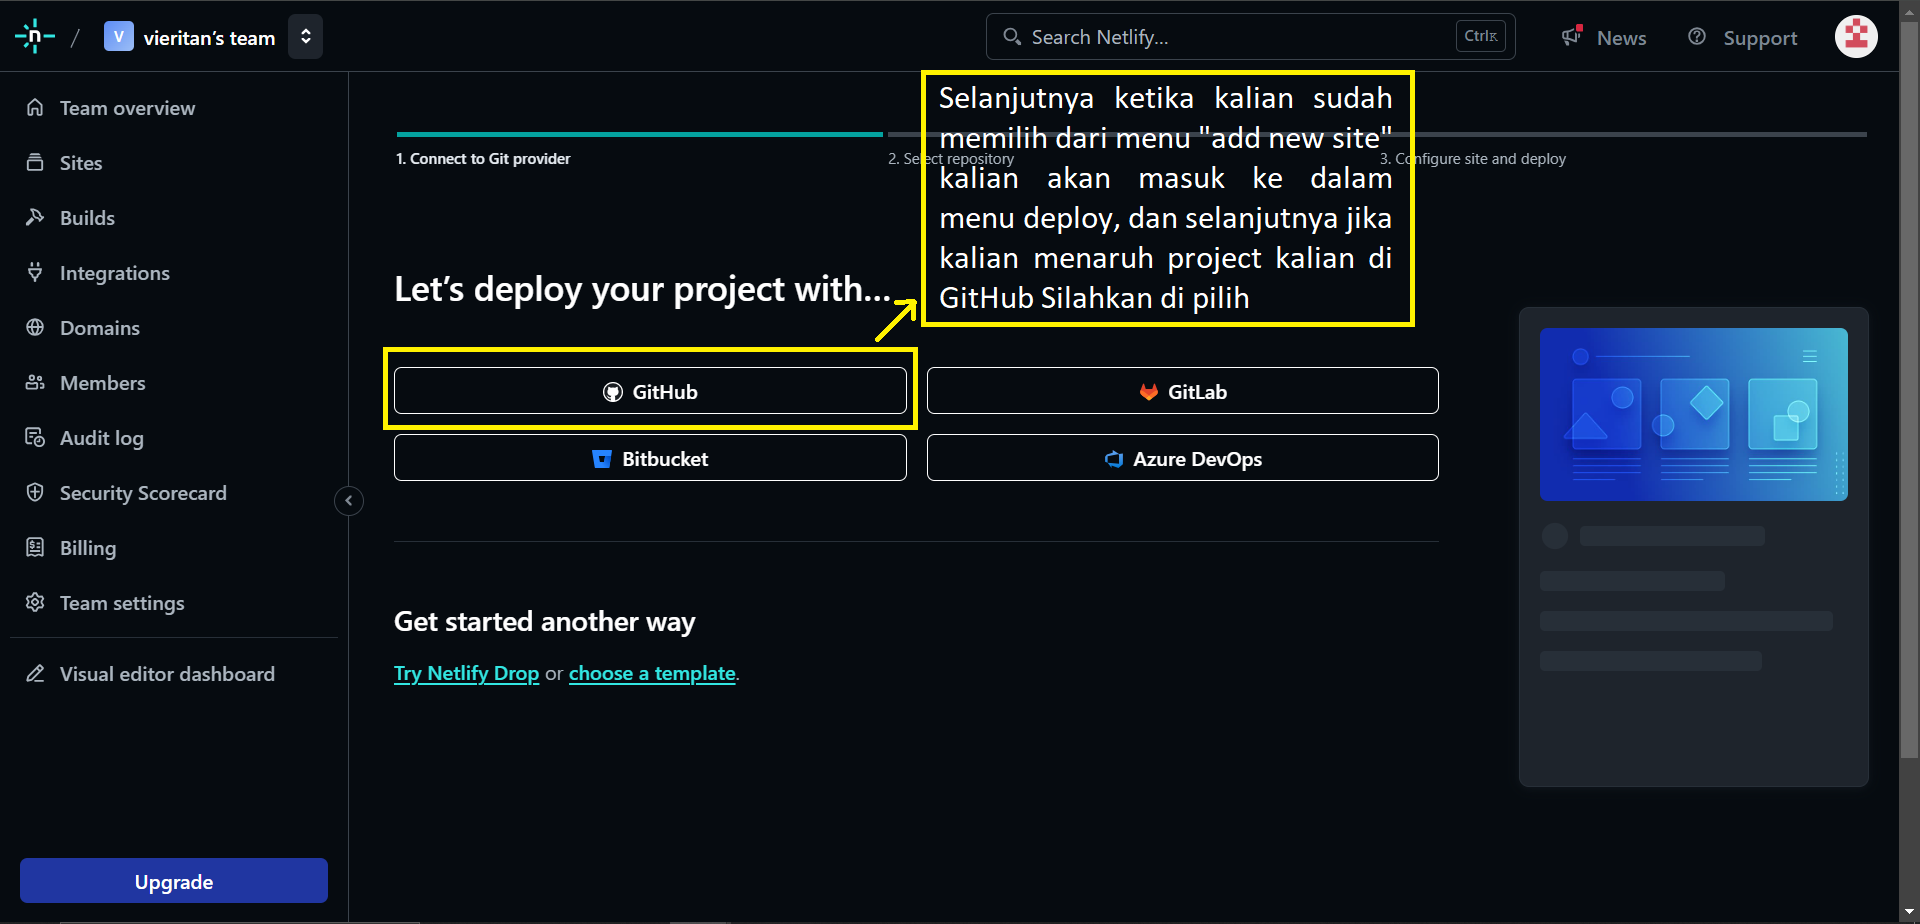 V vieritan's team
Search Netlify...
Ctrl K
News
Support
Team overview
Sites
Builds
Integrations
Domains
Members
Audit log
Security Scorecard
Billing
Team settings
Visual editor dashboard
Upgrade
1. Connect to Git provider
2. Select repository
3. Configure site and deploy
Selanjutnya ketika kalian sudah
memilih dari menu "add new site"
kalian akan masuk ke dalam
menu deploy, dan selanjutnya jika
kalian menaruh project kalian di
GitHub Silahkan di pilih
Let's deploy your project with...
GitHub
GitLab
Bitbucket
Azure DevOps
Get started another way
Try Netlify Drop or choose a template.